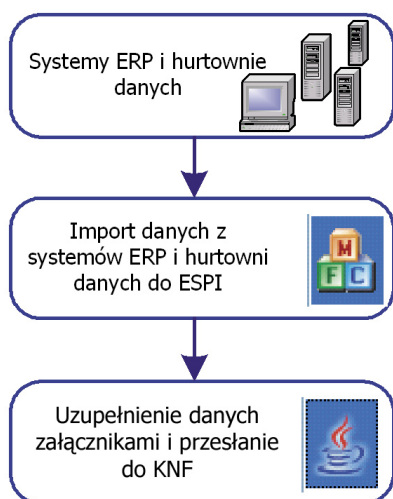 Systemy ERP i hurtownie
danych
Import danych z
systemów ERP i hurtowni
danych do ESPI
M
F C
Uzupełnienie danych
załącznikami i przesłanie
do KNF